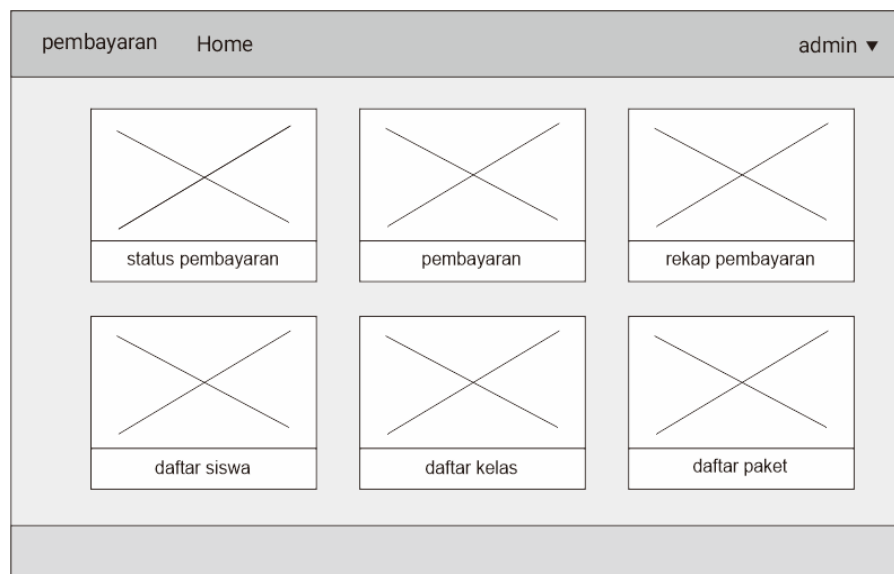 pembayaran Home admin ▼
status pembayaran
pembayaran
rekap pembayaran
daftar siswa
daftar kelas
daftar paket